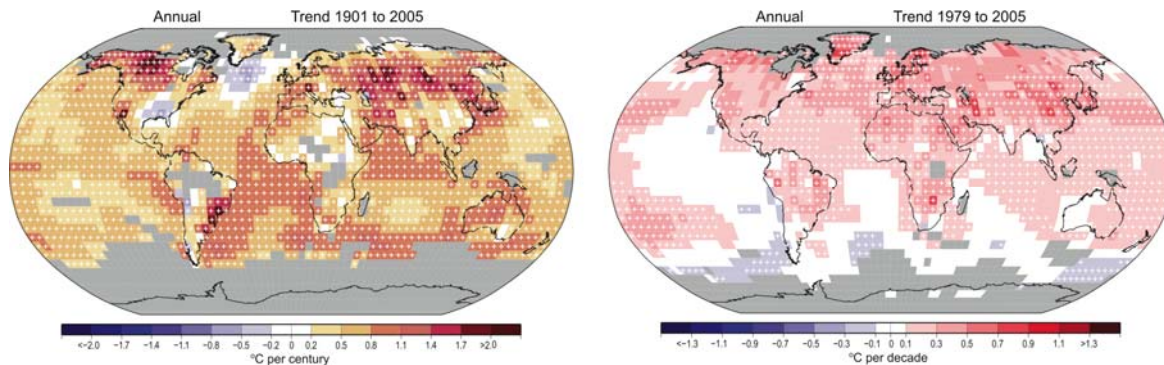 Annual Trend 1901 to 2005
<-2.0 -1.7 -1.4 -1.1 -0.8 -0.5 -0.2 0 0.2 0.5 0.8 1.1 1.4 1.7 >2.0
°C per century
Annual Trend 1979 to 2005
<-1.3 -1.1 -0.9 -0.7 -0.5 -0.3 -0.1 0 0.1 0.3 0.5 0.7 0.9 1.1 >1.3
°C per decade